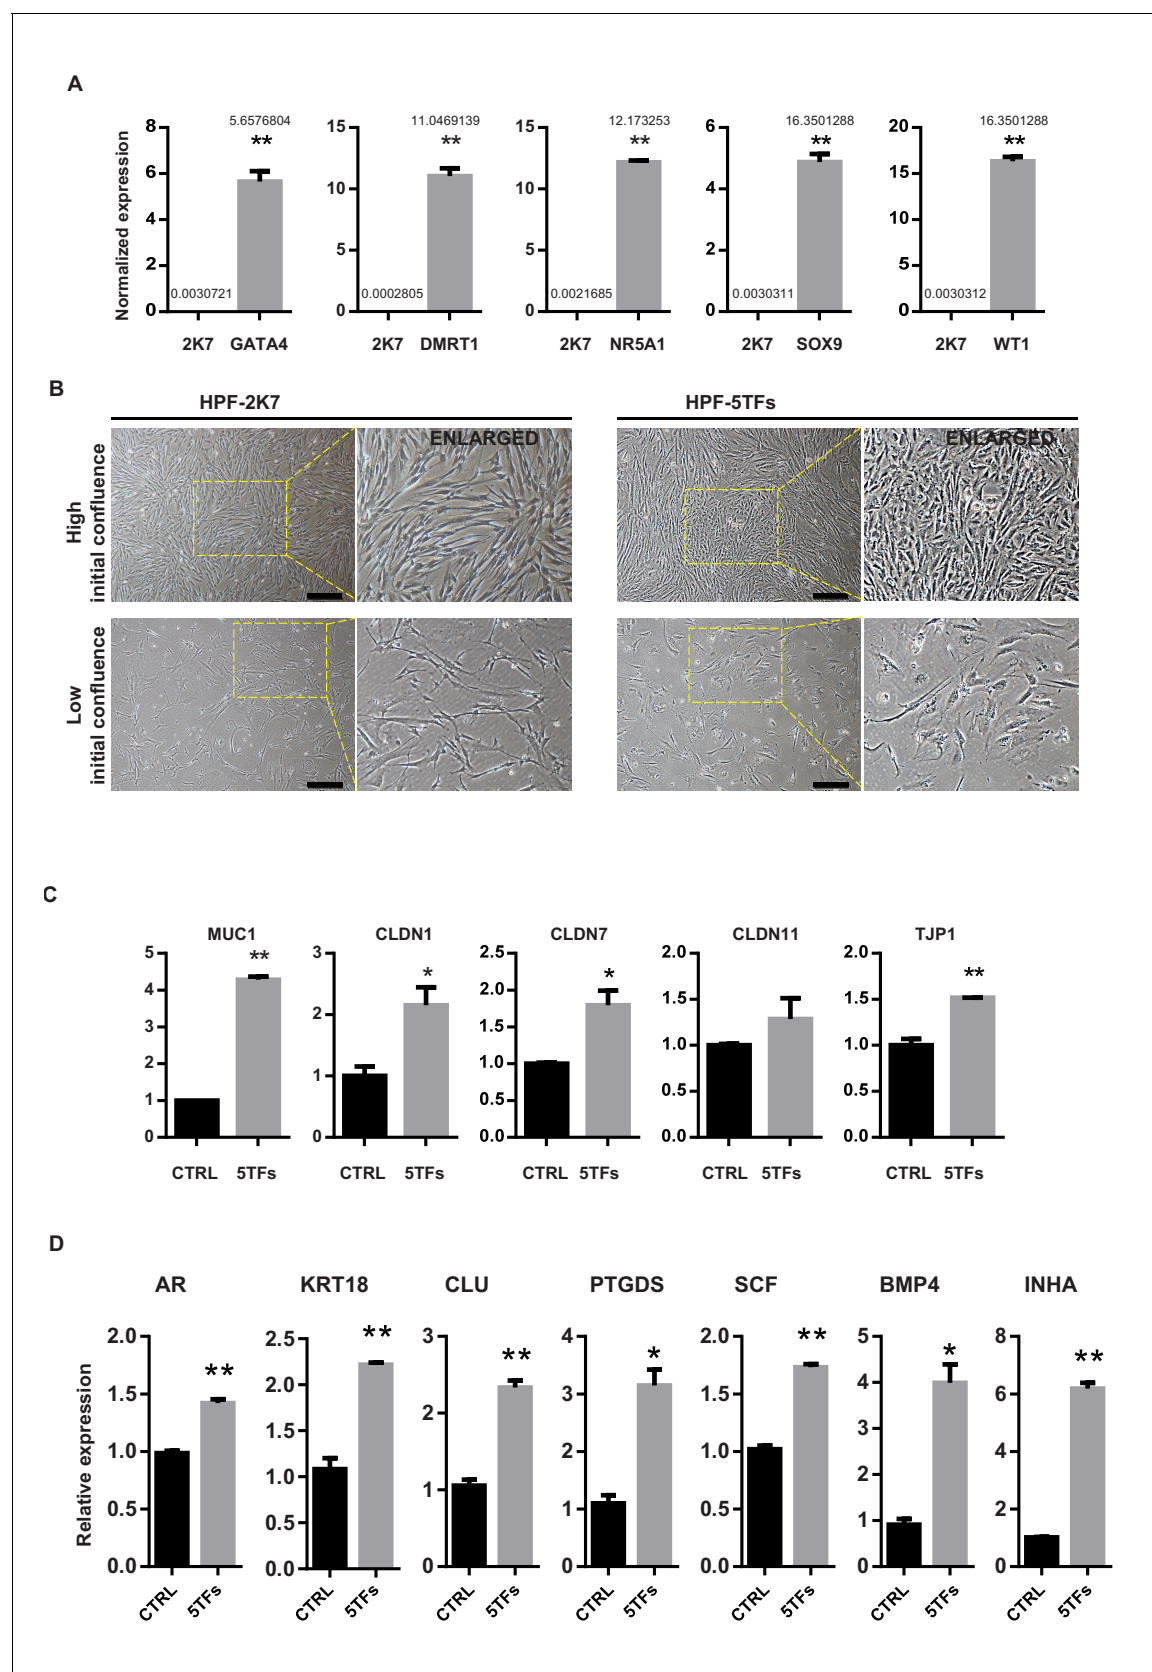 A
5.6576804 11.0469139 12.173253 16.3501288 16.3501288
** ** ** ** **
Normalized expression
8 6 4 2 0
15 10 5 0
15 10 5 0
6 4 2 0
20 15 10 5 0
0.0030721 0.0002805 0.0021685 0.0030311 0.0030312
2K7 GATA4 2K7 DMRT1 2K7 NR5A1 2K7 SOX9 2K7 WT1
B
HPF-2K7 HPF-5TFs
ENLARGED ENLARGED
High
initial confluence
Low
initial confluence
C
MUC1 CLDN1 CLDN7 CLDN11 TJP1
** * * **
5 4 3 2 1 0
3 2 1 0
2.5 2.0 1.5 1.0 0.5 0.0
2.0 1.5 1.0 0.5 0.0
2.0 1.5 1.0 0.5 0.0
CTRL 5TFs CTRL 5TFs CTRL 5TFs CTRL 5TFs CTRL 5TFs
D
AR KRT18 CLU PTGDS SCF BMP4 INHA
** ** ** * ** * **
Relative expression
2.0 1.5 1.0 0.5 0.0
2.5 2.0 1.5 1.0 0.5 0.0
3 2 1 0
4 3 2 1 0
2.0 1.5 1.0 0.5 0.0
5 4 3 2 1 0
8 6 4 2 0
CTRL 5TFs CTRL 5TFs CTRL 5TFs CTRL 5TFs CTRL 5TFs CTRL 5TFs CTRL 5TFs